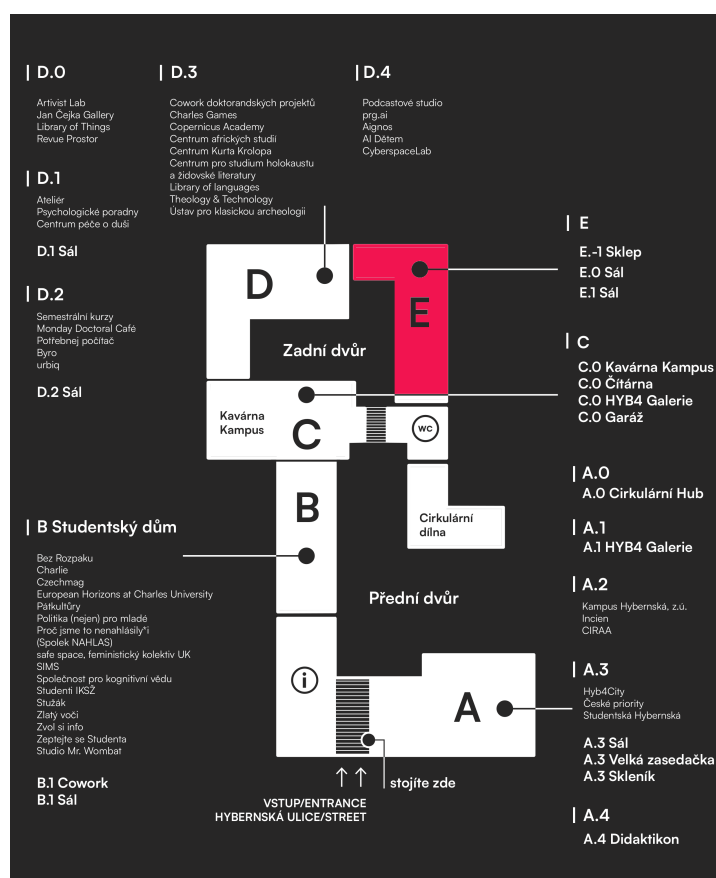 D.0
Artivist Lab
Jan Čejka Gallery
Library of Things
Revue Prostor
D.1
Ateliér
Psychologické poradny
Centrum péče o duši
D.1 Sál
D.2
Semestrální kurzy
Monday Doctoral Café
Potřebnej počítač
Byro
urbiq
D.2 Sál
D.3
Cowork doktorandských projektů
Charles Games
Copernicus Academy
Centrum afrických studií
Centrum Kurta Krolopa
Centrum pro studium holokaustu
a židovské literatury
Library of languages
Theology & Technology
Ústav pro klasickou archeologii
D.4
Podcastové studio
prg.ai
Aignos
AI Dětem
CyberspaceLab
E
E.-1 Sklep
E.0 Sál
E.1 Sál
C
C.0 Kavárna Kampus
C.0 Čítárna
C.0 HYB4 Galerie
C.0 Garáž
A.0
A.0 Cirkulární Hub
A.1
A.1 HYB4 Galerie
A.2
Kampus Hybernská, z.ú.
Incien
CIRAA
A.3
Hyb4City
České priority
Studentská Hybernská
A.3 Sál
A.3 Velká zasedačka
A.3 Skleník
A.4
A.4 Didaktikon
B Studentský dům
Bez Rozpaku
Charlie
Czechmag
European Horizons at Charles University
Pátkultůry
Politika (nejen) pro mladé
Proč jsme to nenahlásily*i
(Spolek NAHLAS)
safe space, feministický kolektiv UK
SIMS
Společnost pro kognitivní vědu
Studenti IKSŽ
Stužák
Zlatý voči
Zvol si info
Zeptejte se Studenta
Studio Mr. Wombat
B.1 Cowork
B.1 Sál
D
E
Zadní dvůr
Kavárna
Kampus
C
WC
B
Cirkulární
dílna
Přední dvůr
i
A
stojíte zde
VSTUP/ENTRANCE
HYBERNSKÁ ULICE/STREET